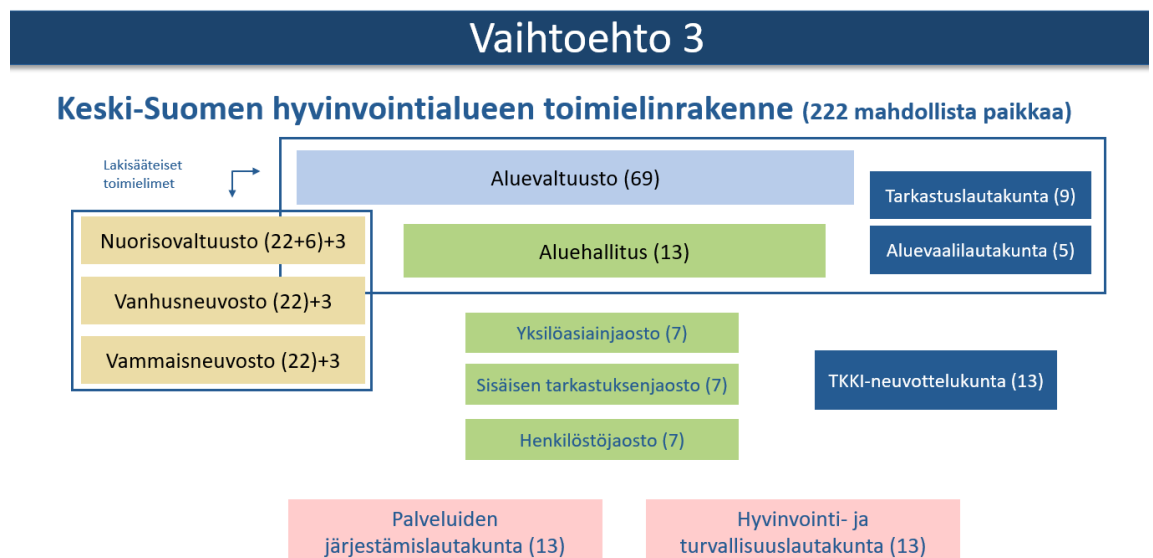 Vaihtoehto 3
Keski-Suomen hyvinvointialueen toimielinrakenne (222 mahdollista paikkaa)
Lakisääteiset
toimielimet
Aluevaltuusto (69)
Tarkastuslautakunta (9)
Nuorisovaltuusto (22+6)+3
Aluehallitus (13)
Aluevaalilautakunta (5)
Vanhusneuvosto (22)+3
Vammaisneuvosto (22)+3
Yksilöasiainjaosto (7)
Sisäisen tarkastuksenjaosto (7)
TKKI-neuvottelukunta (13)
Henkilöstöjaosto (7)
Palveluiden
järjestämislautakunta (13)
Hyvinvointi- ja
turvallisuuslautakunta (13)